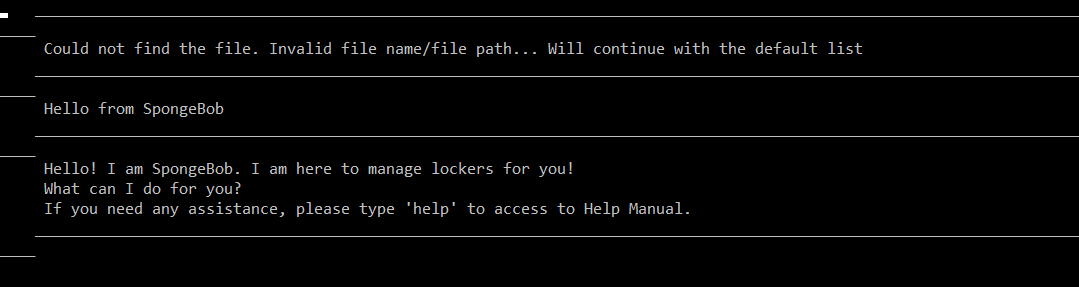 Could not find the file. Invalid file name/file path... Will continue with the default list
Hello from SpongeBob
Hello! I am SpongeBob. I am here to manage lockers for you!
What can I do for you?
If you need any assistance, please type 'help' to access to Help Manual.